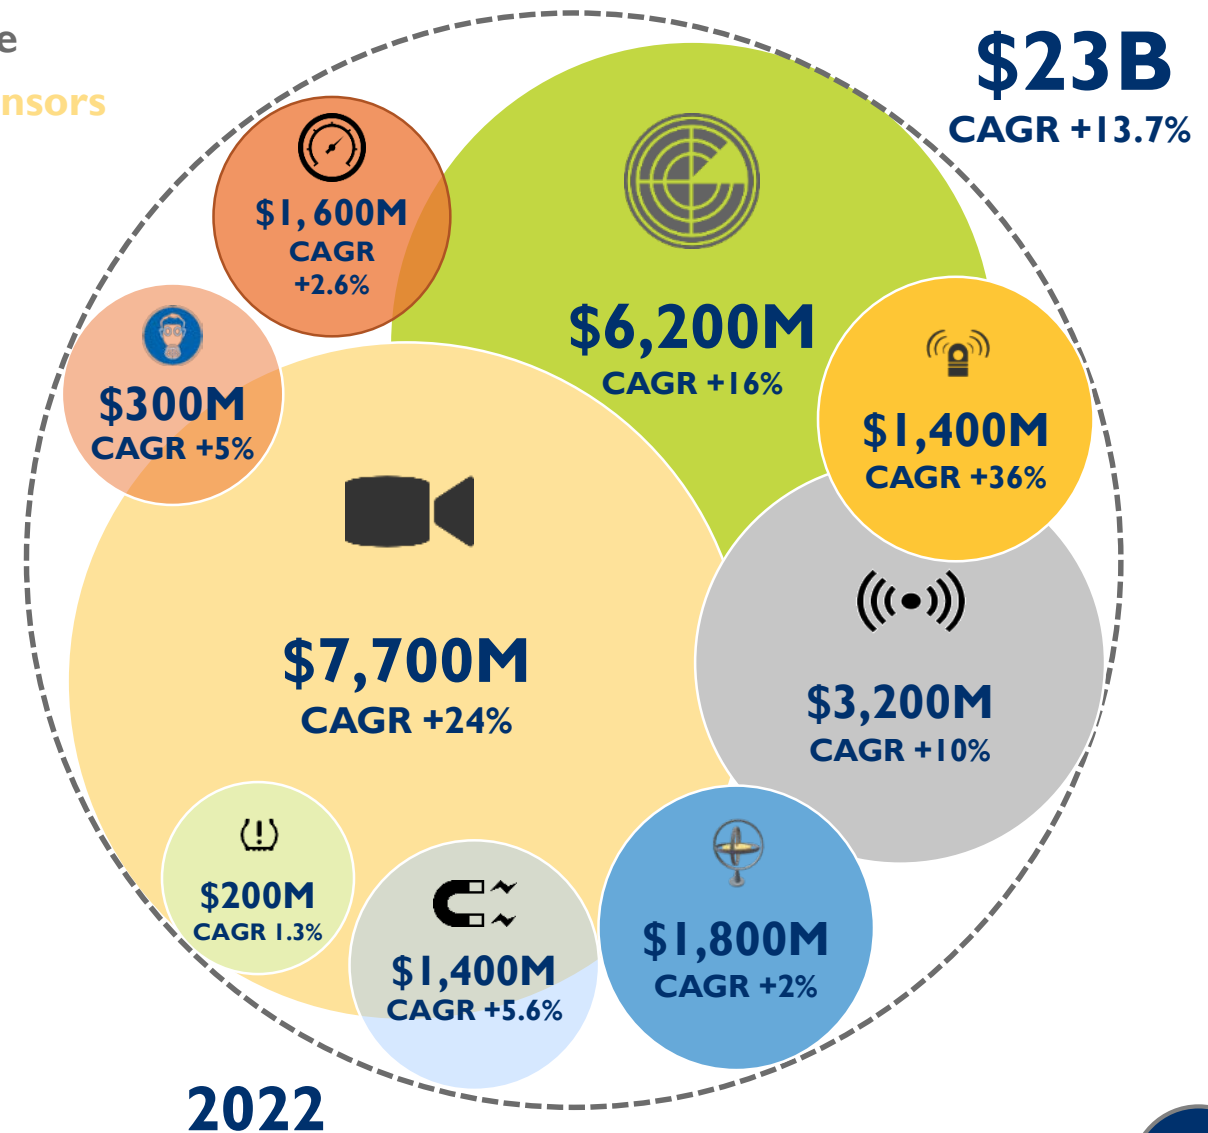 e
nsors
$23B
CAGR +13.7%
$1,600M
CAGR
+2.6%
$6,200M
CAGR +16%
$300M
CAGR +5%
$1,400M
CAGR +36%
$7,700M
CAGR +24%
$3,200M
CAGR +10%
$200M
CAGR 1.3%
$1,400M
CAGR +5.6%
$1,800M
CAGR +2%
2022